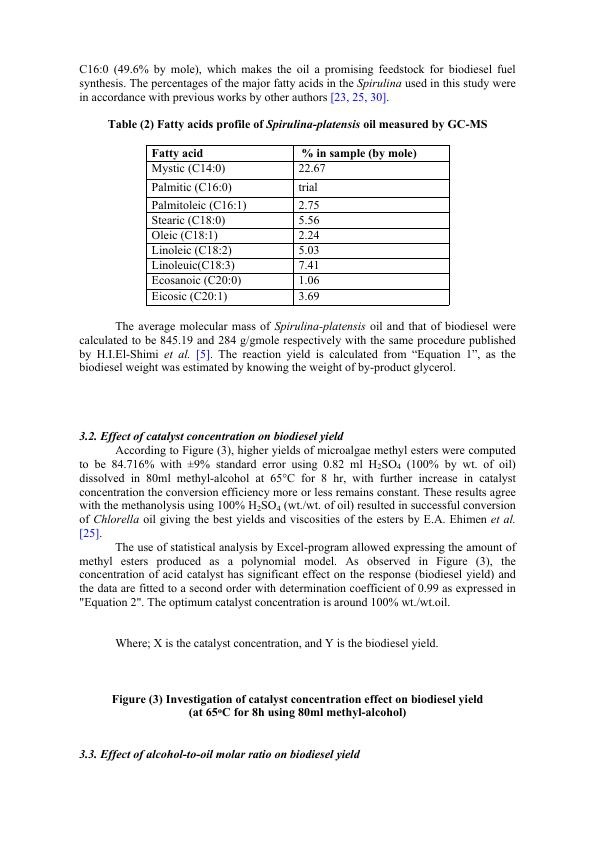 C16:0 (49.6% by mole), which makes the oil a promising feedstock for biodiesel fuel
synthesis. The percentages of the major fatty acids in the Spirulina used in this study were
in accordance with previous works by other authors [23, 25, 30].
Table (2) Fatty acids profile of Spirulina-platensis oil measured by GC-MS
Fatty acid % in sample (by mole)
Mystic (C14:0) 22.67
Palmitic (C16:0) trial
Palmitoleic (C16:1) 2.75
Stearic (C18:0) 5.56
Oleic (C18:1) 2.24
Linoleic (C18:2) 5.03
Linoleuic(C18:3) 7.41
Ecosanoic (C20:0) 1.06
Eicosic (C20:1) 3.69
The average molecular mass of Spirulina-platensis oil and that of biodiesel were
calculated to be 845.19 and 284 g/gmole respectively with the same procedure published
by H.I.El-Shimi et al. [5]. The reaction yield is calculated from “Equation 1”, as the
biodiesel weight was estimated by knowing the weight of by-product glycerol.
3.2. Effect of catalyst concentration on biodiesel yield
According to Figure (3), higher yields of microalgae methyl esters were computed
to be 84.716% with ±9% standard error using 0.82 ml H₂SO₄ (100% by wt. of oil)
dissolved in 80ml methyl-alcohol at 65°C for 8 hr, with further increase in catalyst
concentration the conversion efficiency more or less remains constant. These results agree
with the methanolysis using 100% H₂SO₄ (wt./wt. of oil) resulted in successful conversion
of Chlorella oil giving the best yields and viscosities of the esters by E.A. Ehimen et al.
[25].
The use of statistical analysis by Excel-program allowed expressing the amount of
methyl esters produced as a polynomial model. As observed in Figure (3), the
concentration of acid catalyst has significant effect on the response (biodiesel yield) and
the data are fitted to a second order with determination coefficient of 0.99 as expressed in
"Equation 2". The optimum catalyst concentration is around 100% wt./wt.oil.
Where; X is the catalyst concentration, and Y is the biodiesel yield.
Figure (3) Investigation of catalyst concentration effect on biodiesel yield
(at 65ºC for 8h using 80ml methyl-alcohol)
3.3. Effect of alcohol-to-oil molar ratio on biodiesel yield